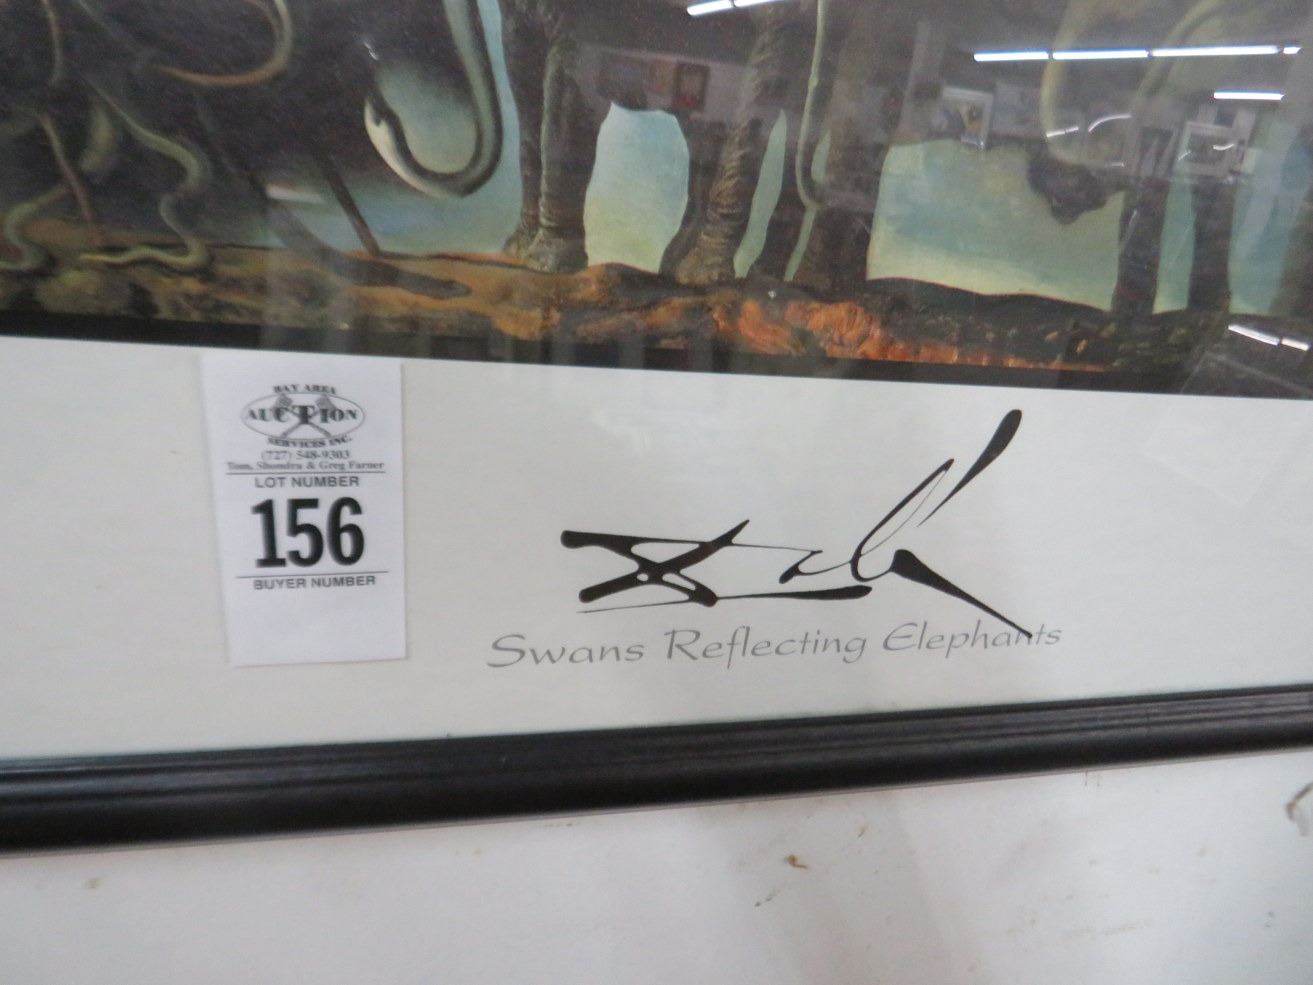 BAY AREA
AUCTION
SERVICES INC.
(727) 548-9303
Tom, Shondra & Greg Farner
LOT NUMBER
156
BUYER NUMBER
Dali
Swans Reflecting Elephants